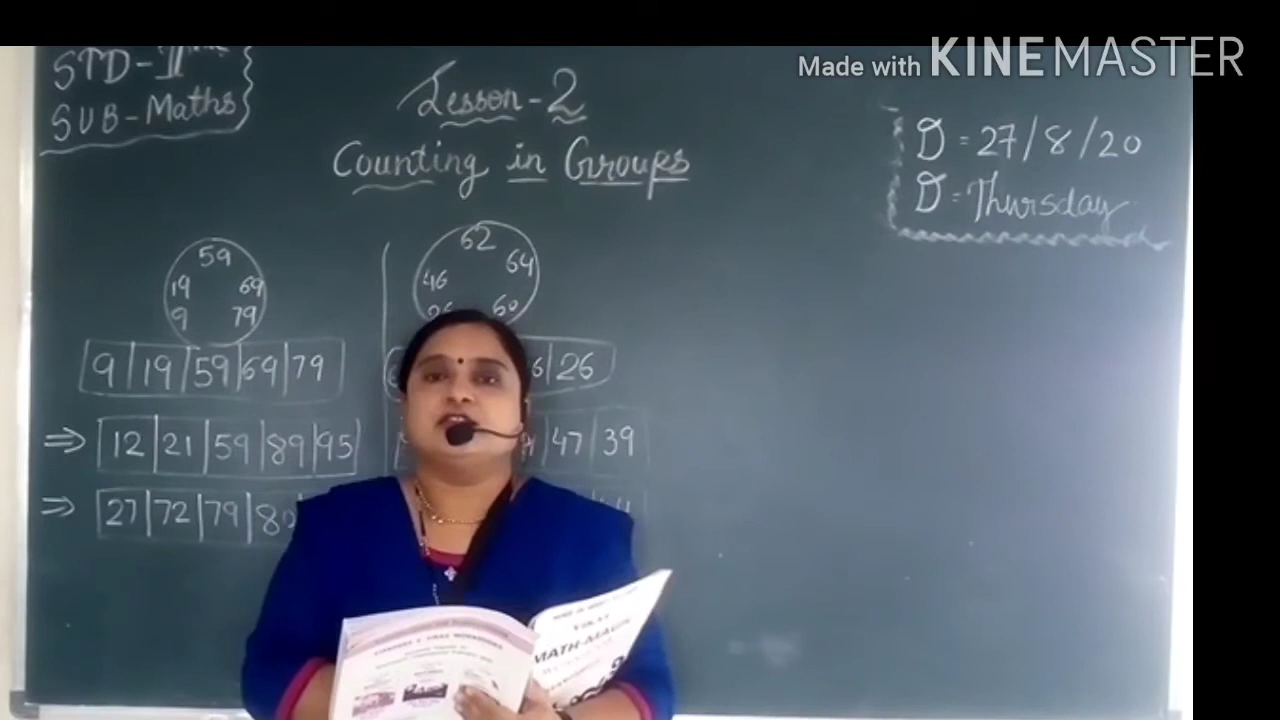 Made with KINEMASTER
STD-II
SUB-Maths
Lesson-2
Counting in Groups
D = 27/8/20
D = Thursday
59
19 69
9 79
62
46 64
60
9 19 59 69 79
6 26
⇒ 12 21 59 89 95
47 39
⇒ 27 72 79 80
MATH-MAGIC